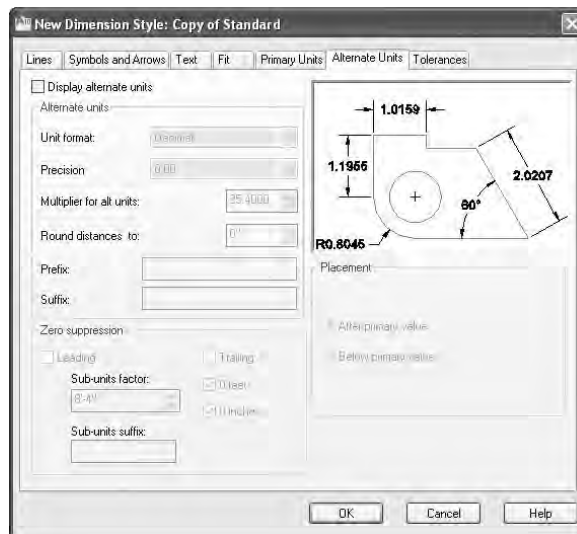 New Dimension Style: Copy of Standard
Lines
Symbols and Arrows
Text
Fit
Primary Units
Alternate Units
Tolerances
Display alternate units
Alternate units
Unit format:
Decimal
Precision
0.00
Multiplier for alt units:
25.4000
Round distances to:
0"
Prefix:
Suffix:
Zero suppression
Leading
Trailing
Sub-units factor:
0 feet
8'-4"
0 inches
Sub-units suffix:
1.0159
1.1955
2.0207
60°
R0.8045
Placement
After primary value
Below primary value
OK
Cancel
Help